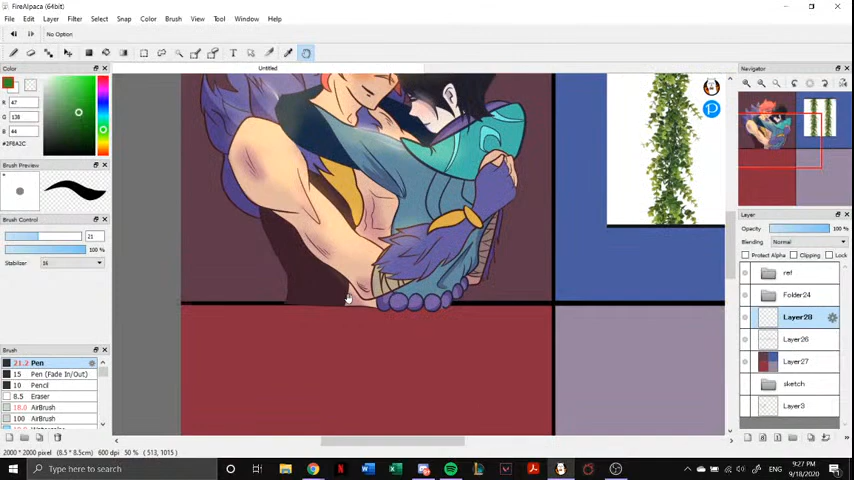 FireAlpaca (64bit)
File Edit Layer Filter Select Snap Color Brush View Tool Window Help
No Option
Color
Untitled
Navigator
R 47
G 138
B 44
#2F8A2C
Brush Preview
Brush Control
21
100 %
Stabilizer 16
Layer
Opacity 100 %
Blending Normal
Protect Alpha Clipping Lock
ref
Folder24
Layer28
Layer26
Layer27
sketch
Layer3
Brush
21.2 Pen
15 Pen (Fade In/Out)
10 Pencil
8.5 Eraser
18.0 AirBrush
100 AirBrush
2000 * 2000 pixel (8.5 * 8.5cm) 600 dpi 50 % ( 513, 1015 )
Type here to search
ENG
9:27 PM
9/18/2020